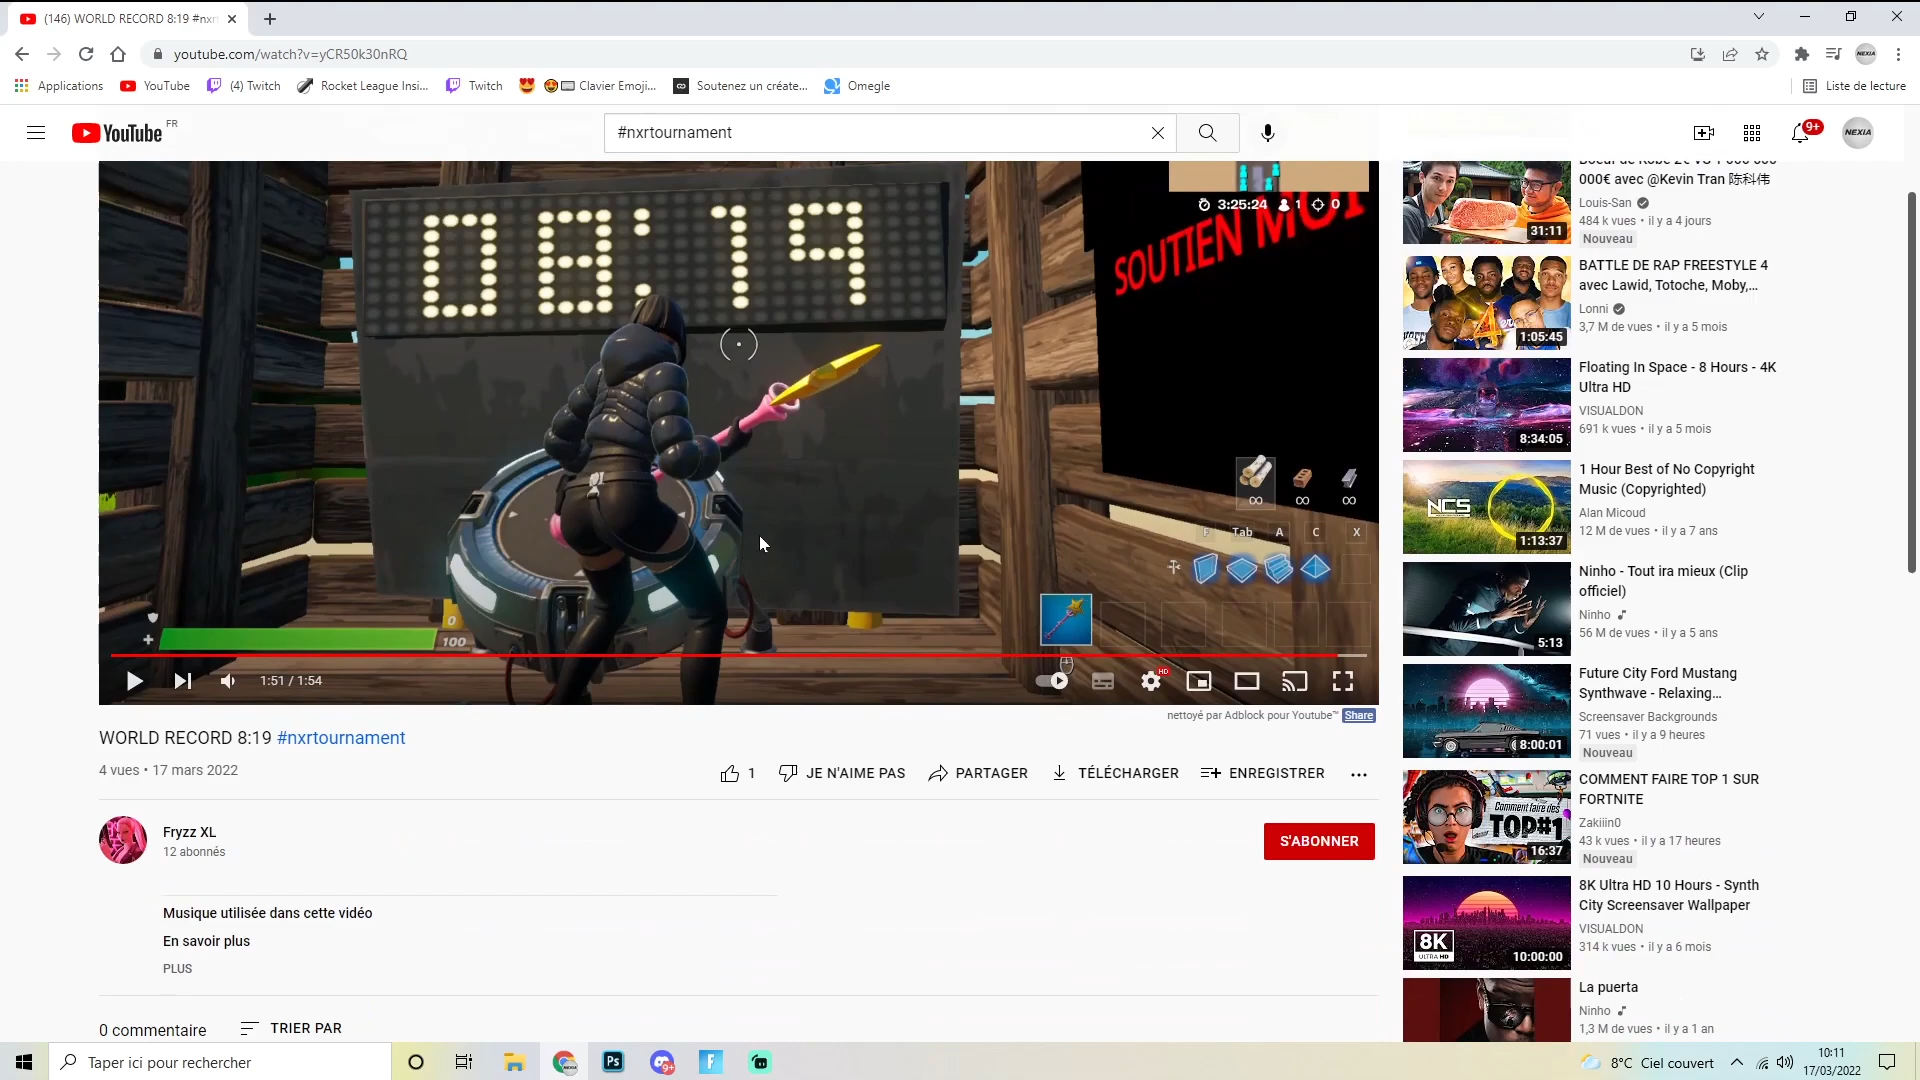 (146) WORLD RECORD 8:19 #nxr
youtube.com/watch?v=yCR50k30nRQ
Applications
YouTube
(4) Twitch
Rocket League Insi...
Twitch
Clavier Emoji...
Soutenez un créate...
Omegle
Liste de lecture
YouTube FR
#nxrtournament
9+
NEXIA
08:19
3:25:24 1 0
SOUTIEN MOI
∞ ∞ ∞
F Tab A C X
0
100
1:51 / 1:54
HD
nettoyé par Adblock pour Youtube™ Share
WORLD RECORD 8:19 #nxrtournament
4 vues • 17 mars 2022
1
JE N'AIME PAS
PARTAGER
TÉLÉCHARGER
ENREGISTRER
Fryzz XL
12 abonnés
S'ABONNER
Musique utilisée dans cette vidéo
En savoir plus
PLUS
0 commentaire
TRIER PAR
000€ avec @Kevin Tran 陈科伟
Louis-San
484 k vues • il y a 4 jours
Nouveau
31:11
BATTLE DE RAP FREESTYLE 4
avec Lawid, Totoche, Moby,...
Lonni
3,7 M de vues • il y a 5 mois
1:05:45
Floating In Space - 8 Hours - 4K
Ultra HD
VISUALDON
691 k vues • il y a 5 mois
8:34:05
1 Hour Best of No Copyright
Music (Copyrighted)
Alan Micoud
12 M de vues • il y a 7 ans
NCS
1:13:37
Ninho - Tout ira mieux (Clip
officiel)
Ninho
56 M de vues • il y a 5 ans
5:13
Future City Ford Mustang
Synthwave - Relaxing...
Screensaver Backgrounds
71 vues • il y a 9 heures
Nouveau
8:00:01
COMMENT FAIRE TOP 1 SUR
FORTNITE
Zakiiin0
43 k vues • il y a 17 heures
Nouveau
Comment faire des
TOP#1
16:37
8K Ultra HD 10 Hours - Synth
City Screensaver Wallpaper
VISUALDON
314 k vues • il y a 6 mois
8K
ULTRA HD
10:00:00
La puerta
Ninho
1,3 M de vues • il y a 1 an
Taper ici pour rechercher
Ps
9+
8°C Ciel couvert
10:11
17/03/2022